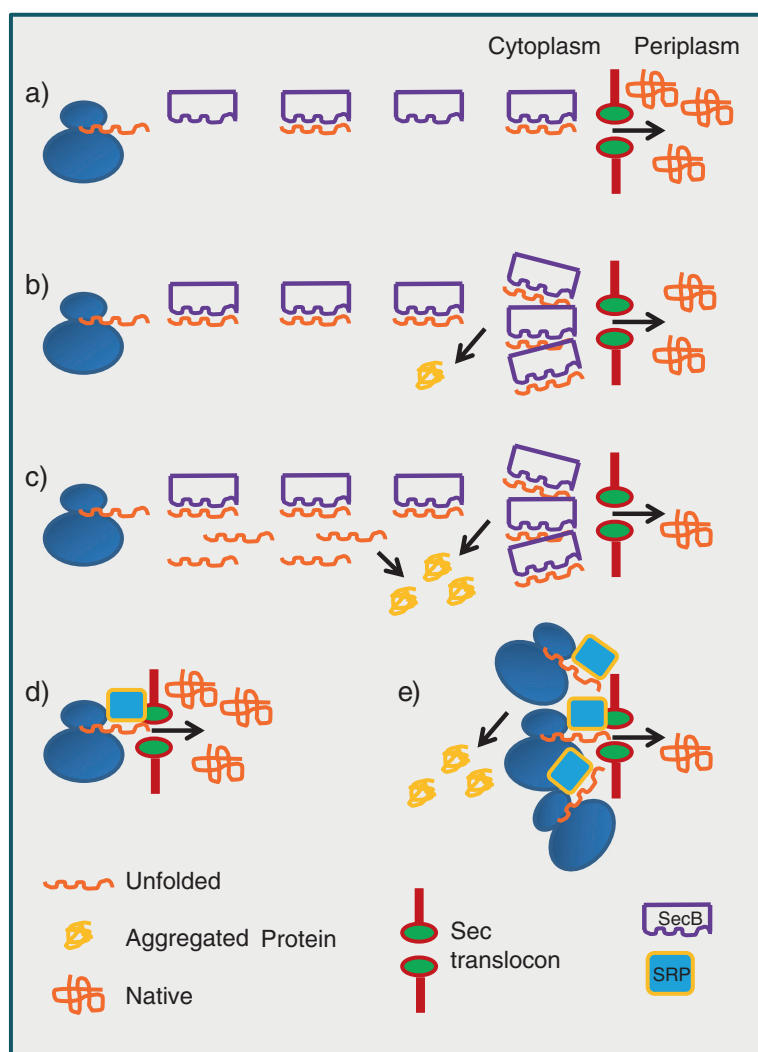 Cytoplasm Periplasm
a)
b)
c)
d)
e)
Unfolded
Aggregated Protein
Native
Sec
translocon
SecB
SRP